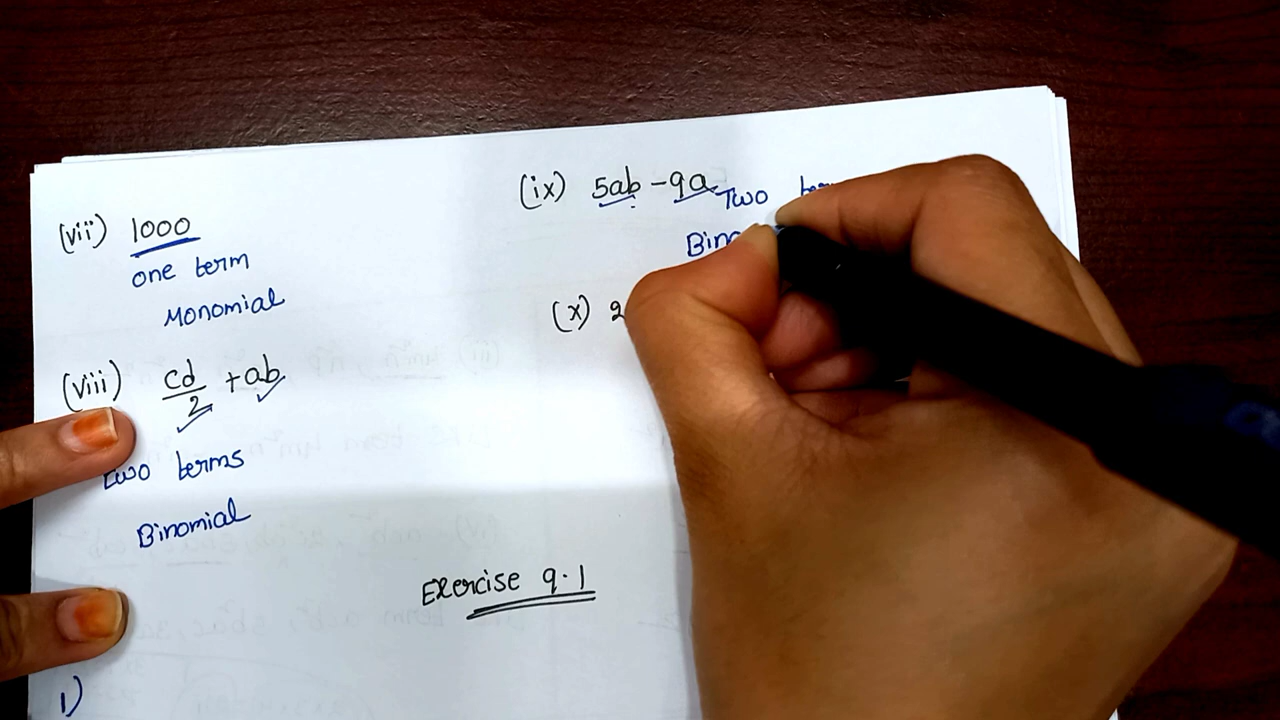 (vii) 1000
one term
Monomial
(viii) cd/2 + ab
Two terms
Binomial
(ix) 5ab - 9a Two
(x) 2
Exercise 9.1
1)